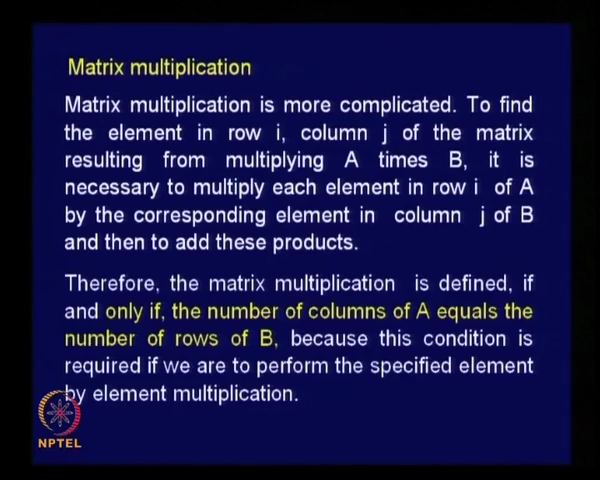 Matrix multiplication
Matrix multiplication is more complicated. To find
the element in row i, column j of the matrix
resulting from multiplying A times B, it is
necessary to multiply each element in row i of A
by the corresponding element in column j of B
and then to add these products.
Therefore, the matrix multiplication is defined, if
and only if, the number of columns of A equals the
number of rows of B, because this condition is
required if we are to perform the specified element
by element multiplication.
NPTEL